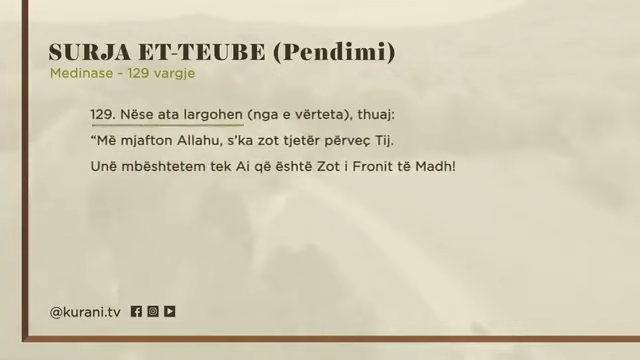 SURJA ET-TEUBE (Pendimi)
Medinase - 129 vargje
129. Nëse ata largohen (nga e vërteta), thuaj:
“Më mjafton Allahu, s’ka zot tjetër përveç Tij.
Unë mbështetem tek Ai që është Zot i Fronit të Madh!
@kurani.tv